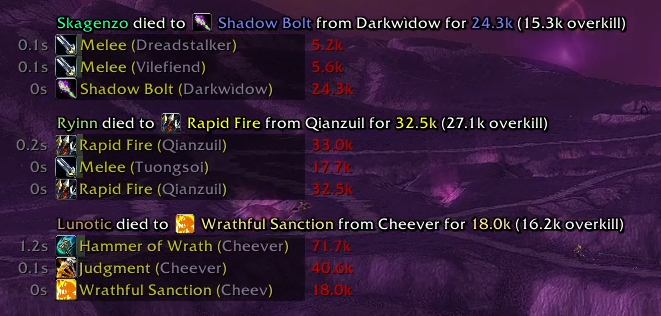 Skagenzo died to Shadow Bolt from Darkwidow for 24.3k (15.3k overkill)
0.1s Melee (Dreadstalker) 5.2k
0.1s Melee (Vilefiend) 5.6k
0s Shadow Bolt (Darkwidow) 24.3k
Ryinn died to Rapid Fire from Qianzuil for 32.5k (27.1k overkill)
0.2s Rapid Fire (Qianzuil) 33.0k
0s Melee (Tuongsoi) 17.7k
0s Rapid Fire (Qianzuil) 32.5k
Lunotic died to Wrathful Sanction from Cheever for 18.0k (16.2k overkill)
1.2s Hammer of Wrath (Cheever) 71.7k
0.1s Judgment (Cheever) 40.6k
0s Wrathful Sanction (Cheev) 18.0k